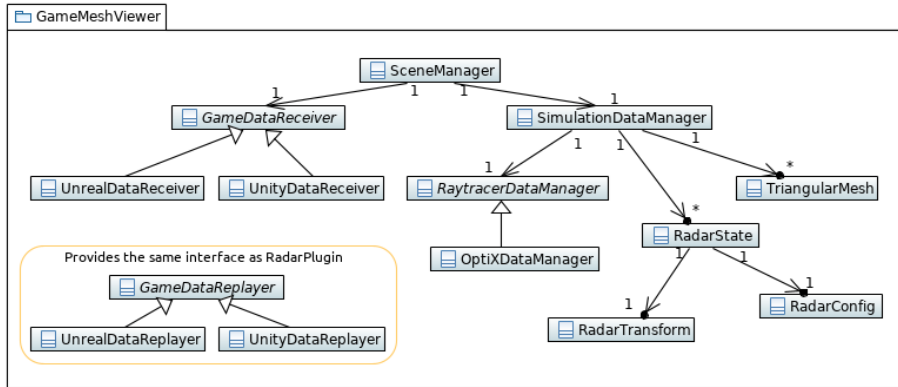 GameMeshViewer
SceneManager
1 1 1 1
GameDataReceiver
SimulationDataManager
1 1 1
1 *
UnrealDataReceiver
UnityDataReceiver
RaytracerDataManager
TriangularMesh
*
RadarState
Provides the same interface as RadarPlugin
OptiXDataManager
1 1
GameDataReplayer
1 1
RadarConfig
UnrealDataReplayer
UnityDataReplayer
RadarTransform